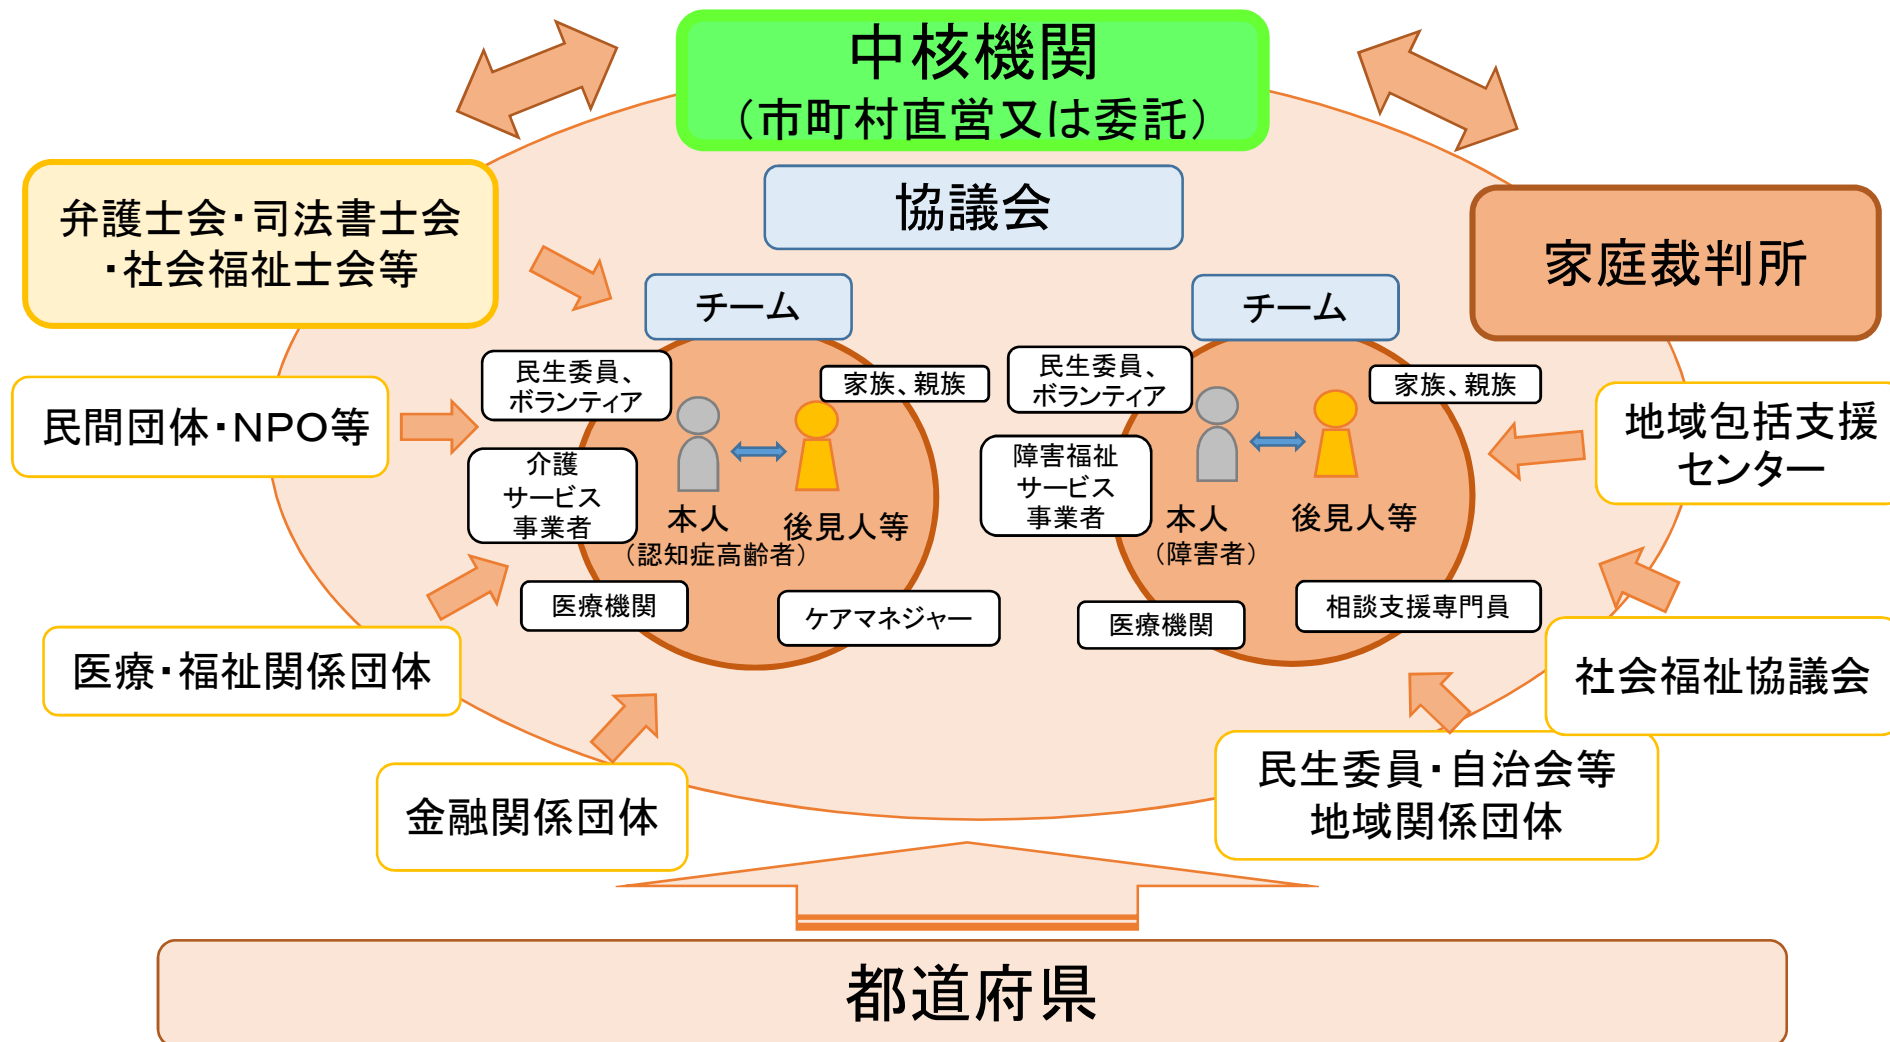 中核機関
（市町村直営又は委託）
協議会
弁護士会・司法書士会
・社会福祉士会等
家庭裁判所
チーム
民生委員、
ボランティア
家族、親族
介護
サービス
事業者
本人
（認知症高齢者）
後見人等
医療機関
ケアマネジャー
チーム
民生委員、
ボランティア
家族、親族
障害福祉
サービス
事業者
本人
（障害者）
後見人等
医療機関
相談支援専門員
民間団体・NPO等
地域包括支援
センター
医療・福祉関係団体
社会福祉協議会
金融関係団体
民生委員・自治会等
地域関係団体
都道府県